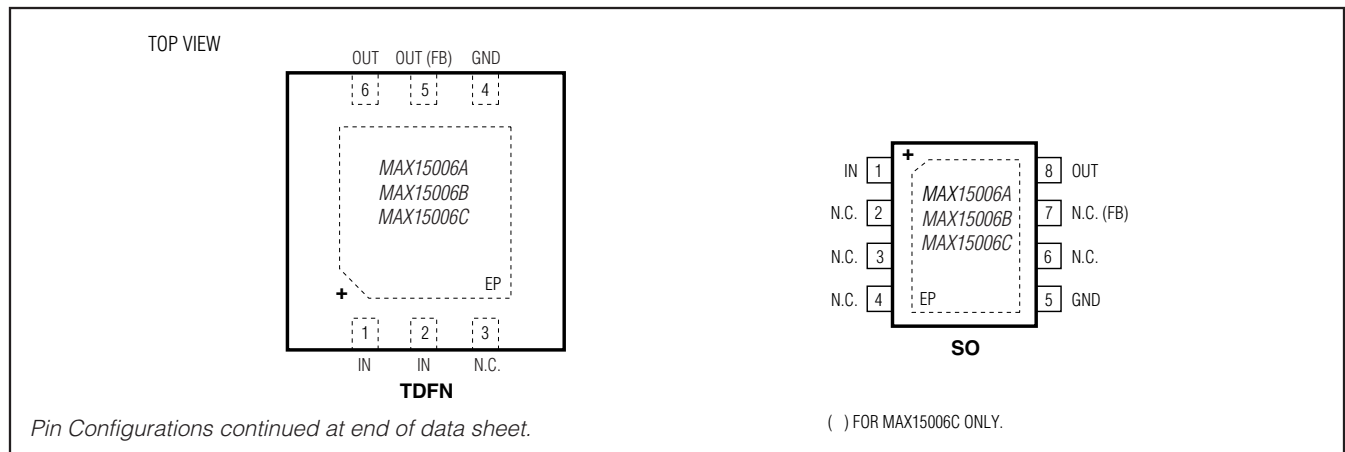 TOP VIEW
OUT OUT (FB) GND
6 5 4
MAX15006A
MAX15006B
MAX15006C
EP
+
1 2 3
IN IN N.C.
TDFN
Pin Configurations continued at end of data sheet.
+
IN 1
N.C. 2
N.C. 3
N.C. 4
MAX15006A
MAX15006B
MAX15006C
EP
8 OUT
7 N.C. (FB)
6 N.C.
5 GND
SO
( ) FOR MAX15006C ONLY.